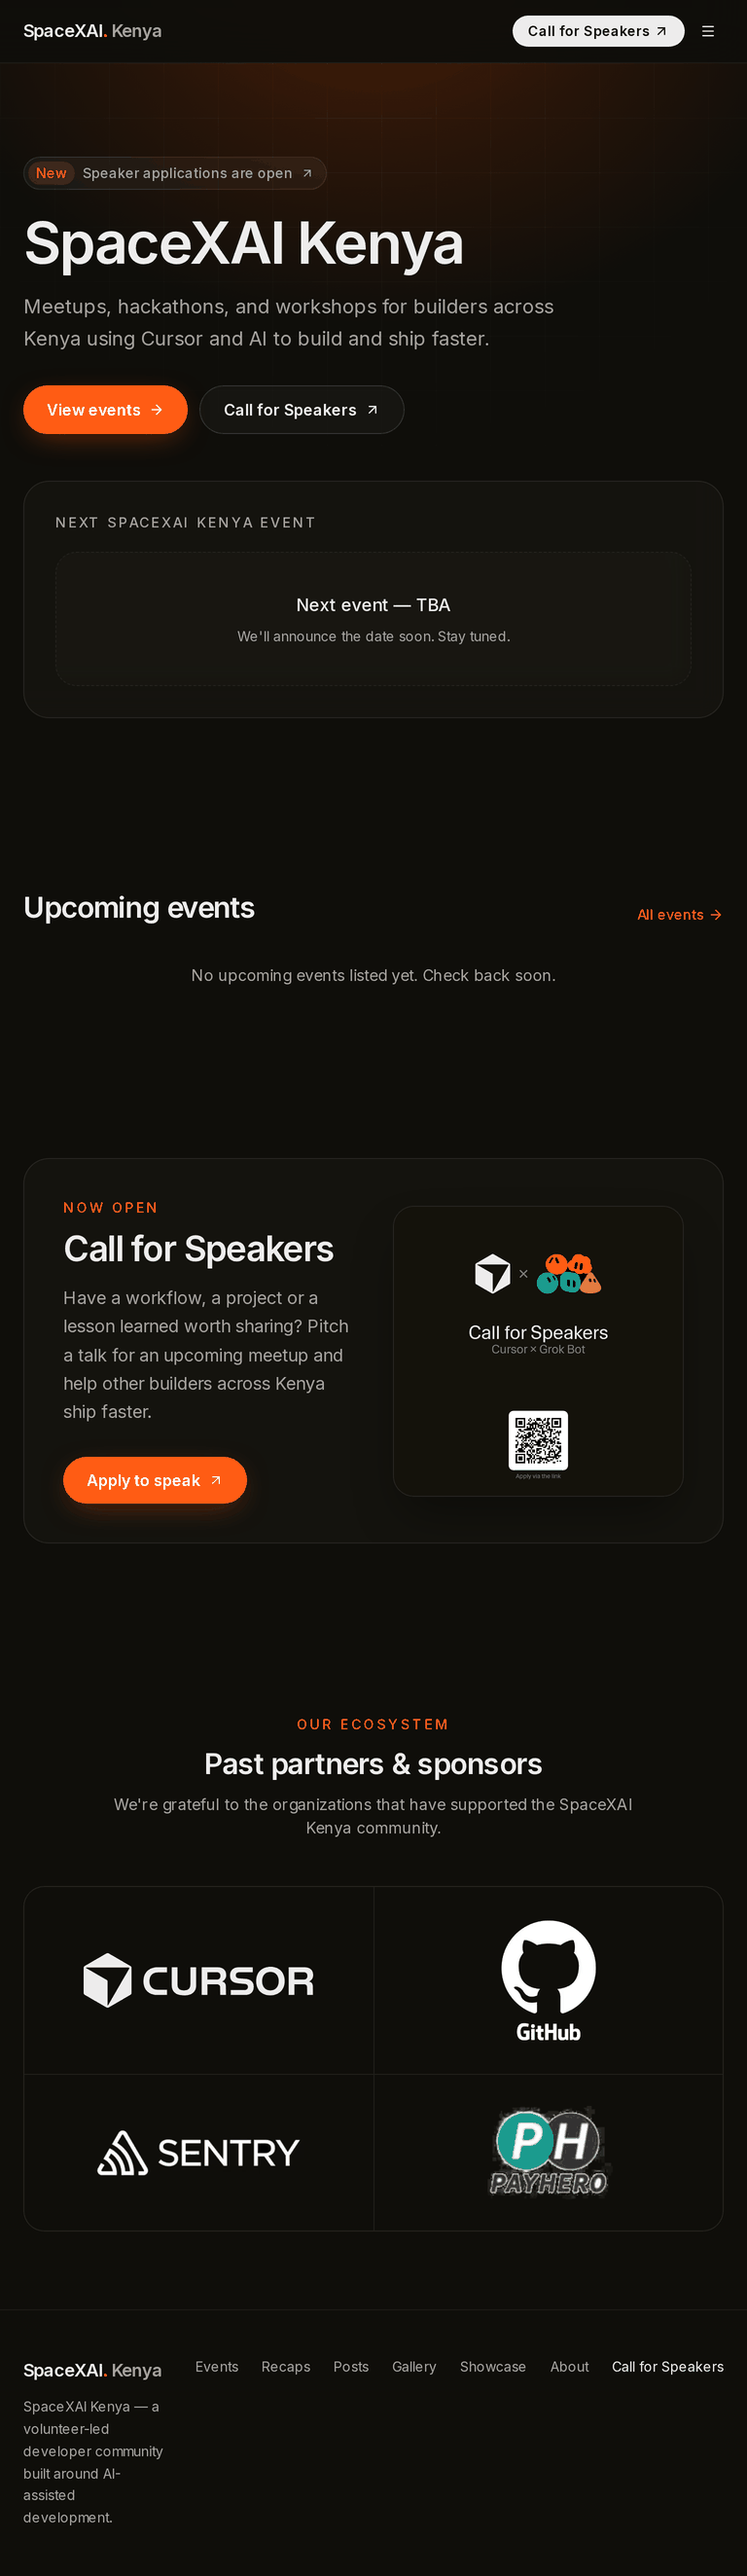 SpaceXAI. Kenya
Call for Speakers
New Speaker applications are open
SpaceXAI Kenya
Meetups, hackathons, and workshops for builders across
Kenya using Cursor and AI to build and ship faster.
View events
Call for Speakers
NEXT SPACEXAI KENYA EVENT
Next event — TBA
We'll announce the date soon. Stay tuned.
Upcoming events
All events
No upcoming events listed yet. Check back soon.
NOW OPEN
Call for Speakers
Have a workflow, a project or a
lesson learned worth sharing? Pitch
a talk for an upcoming meetup and
help other builders across Kenya
ship faster.
Apply to speak
Call for Speakers
Cursor × Grok Bot
Apply via the link
OUR ECOSYSTEM
Past partners & sponsors
We're grateful to the organizations that have supported the SpaceXAI
Kenya community.
CURSOR
GitHub
SENTRY
PH
PAYHERO
SpaceXAI. Kenya
Events Recaps Posts Gallery Showcase About Call for Speakers
SpaceXAI Kenya — a
volunteer-led
developer community
built around AI-
assisted
development.